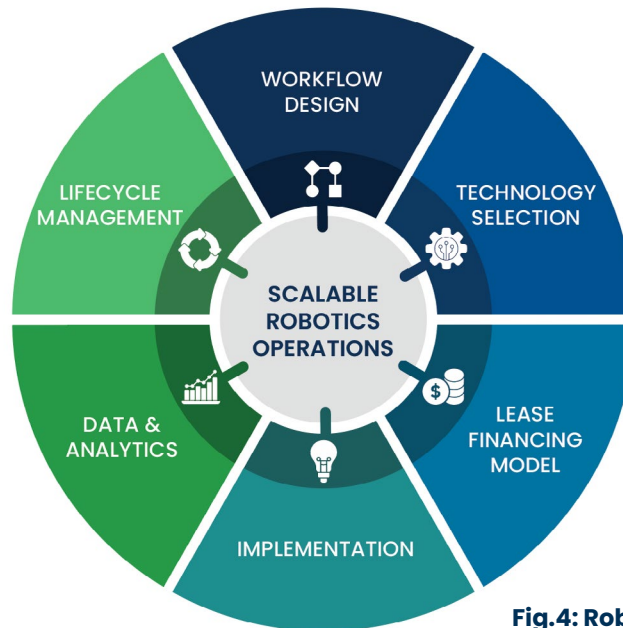 WORKFLOW
DESIGN
TECHNOLOGY
SELECTION
LEASE
FINANCING
MODEL
IMPLEMENTATION
DATA &
ANALYTICS
LIFECYCLE
MANAGEMENT
SCALABLE
ROBOTICS
OPERATIONS
$
Fig.4: Rob